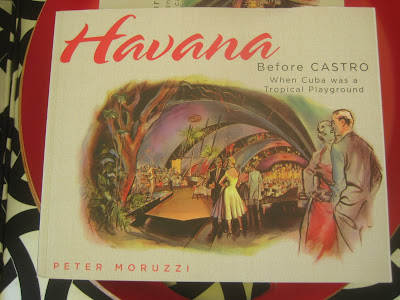 Havana
Before CASTRO
When Cuba was a
Tropical Playground
PETER MORUZZI